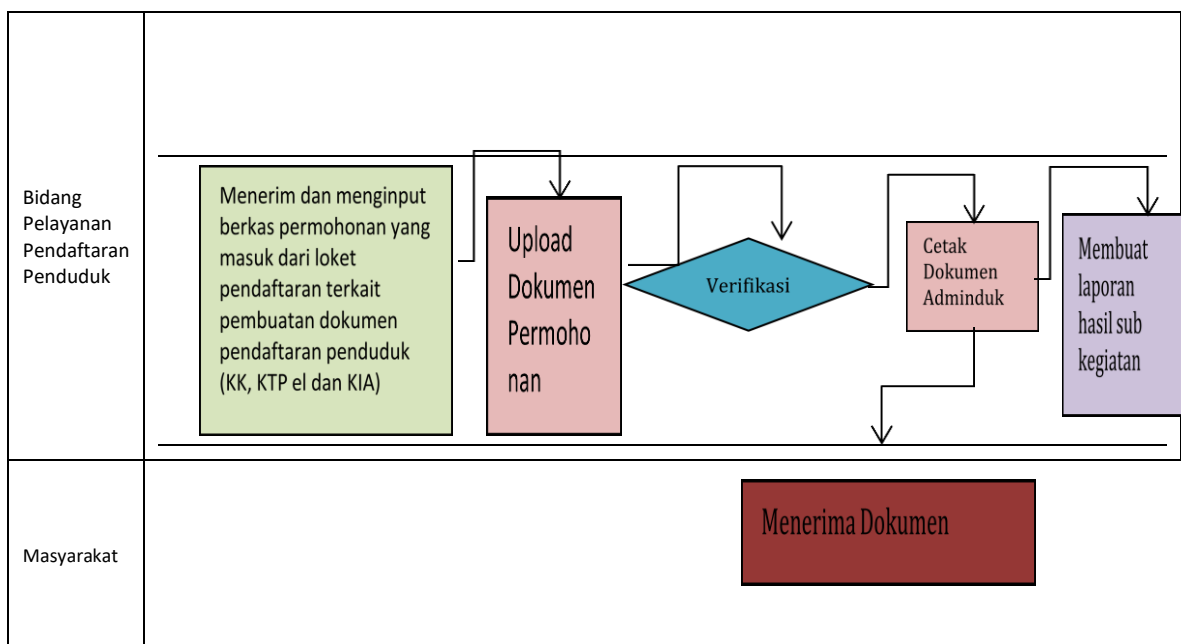 Bidang
Pelayanan
Pendaftaran
Penduduk
Menerim dan menginput
berkas permohonan yang
masuk dari loket
pendaftaran terkait
pembuatan dokumen
pendaftaran penduduk
(KK, KTP el dan KIA)
Upload
Dokumen
Permoho
nan
Verifikasi
Cetak
Dokumen
Adminduk
Membuat
laporan
hasil sub
kegiatan
Masyarakat
Menerima Dokumen